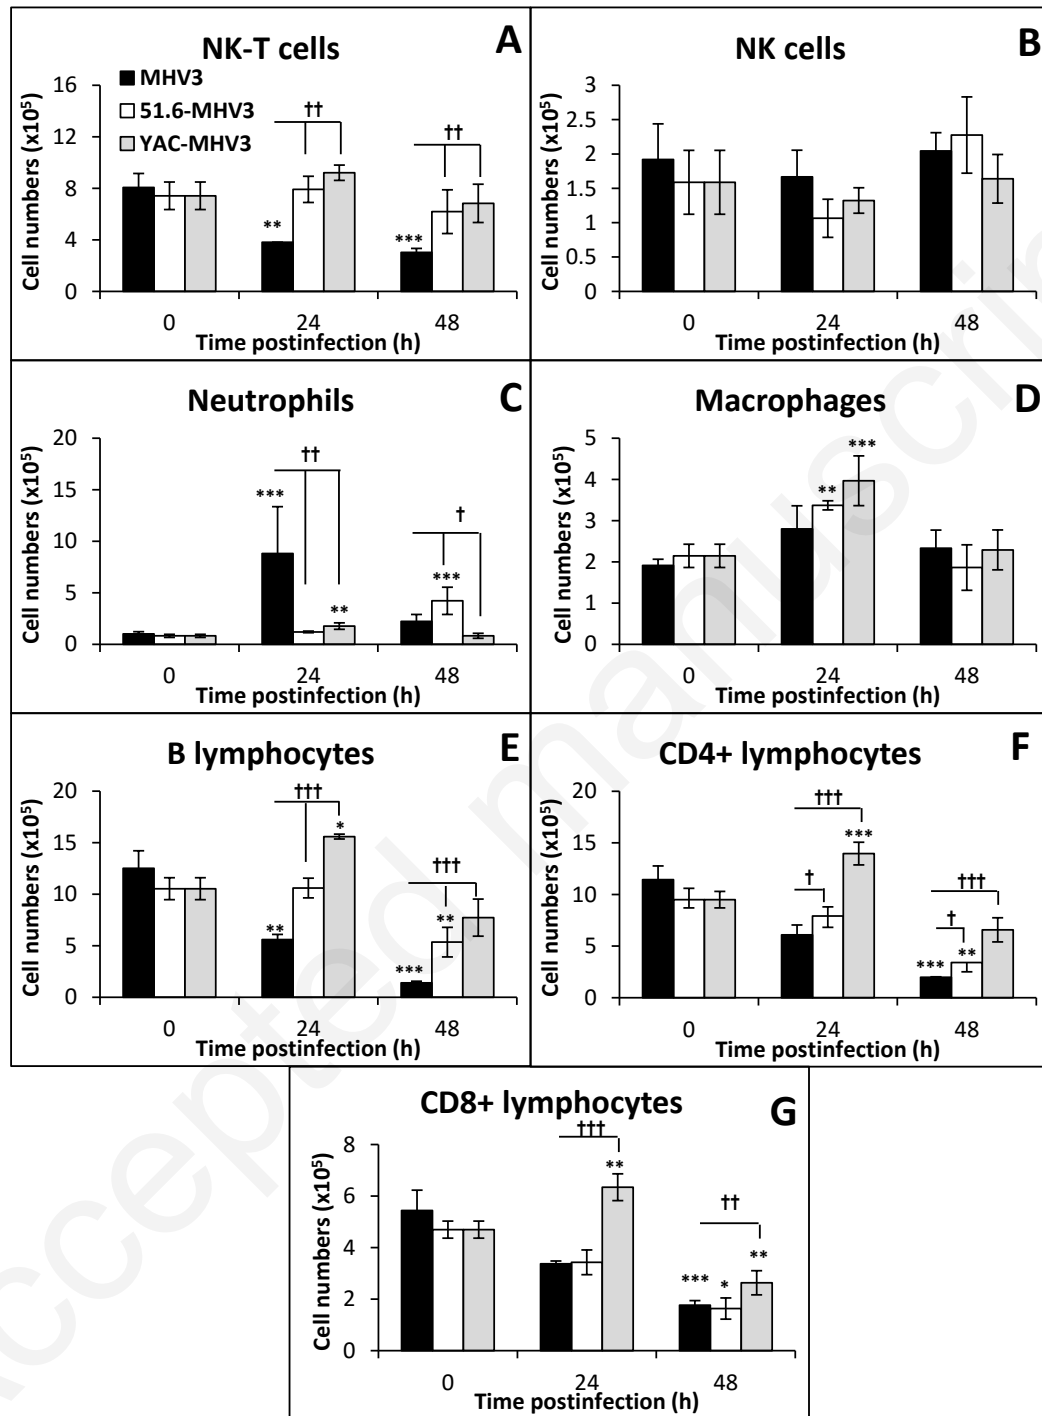 NK-T cells A
MHV3
51.6-MHV3
YAC-MHV3
Cell numbers (x10⁵)
16
12
8
4
0
††
††
**
***
0 24 48
Time postinfection (h)
NK cells B
Cell numbers (x10⁵)
3
2.5
2
1.5
1
0.5
0
0 24 48
Time postinfection (h)
Neutrophils C
Cell numbers (x10⁵)
20
15
10
5
0
††
***
**
†
***
0 24 48
Time postinfection (h)
Macrophages D
Cell numbers (x10⁵)
5
4
3
2
1
0
***
**
0 24 48
Time postinfection (h)
B lymphocytes E
Cell numbers (x10⁵)
20
15
10
5
0
†††
*
**
†††
**
***
0 24 48
Time postinfection (h)
CD4+ lymphocytes F
Cell numbers (x10⁵)
20
15
10
5
0
†††
***
†
†††
†
**
***
0 24 48
Time postinfection (h)
CD8+ lymphocytes G
Cell numbers (x10⁵)
8
6
4
2
0
†††
**
††
**
*** *
0 24 48
Time postinfection (h)
Accepted manuscrip